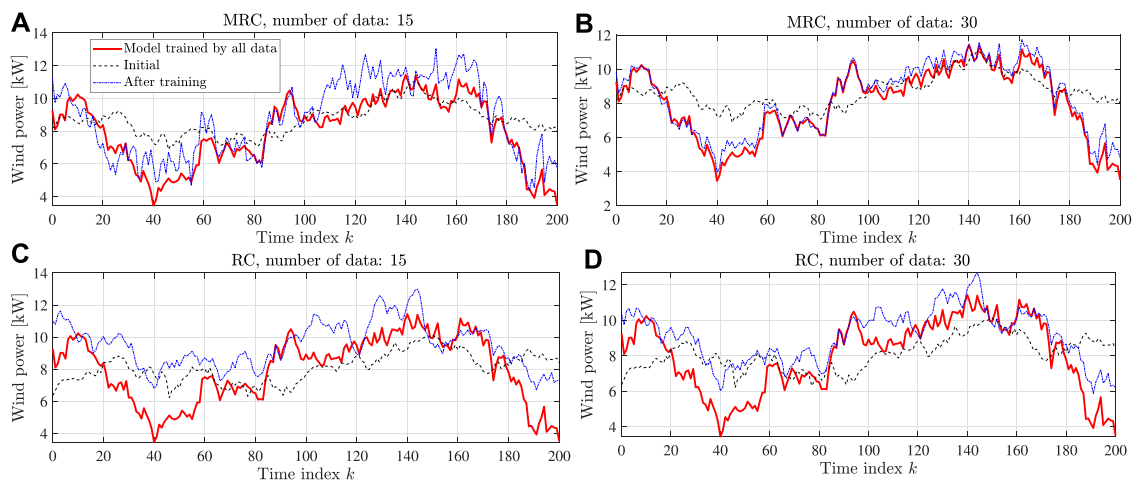 A
MRC, number of data: 15
Wind power [kW]
14
12
10
8
6
4
Model trained by all data
Initial
After training
0 20 40 60 80 100 120 140 160 180 200
Time index k
B
MRC, number of data: 30
Wind power [kW]
12
10
8
6
4
2
0 20 40 60 80 100 120 140 160 180 200
Time index k
C
RC, number of data: 15
Wind power [kW]
14
12
10
8
6
4
0 20 40 60 80 100 120 140 160 180 200
Time index k
D
RC, number of data: 30
Wind power [kW]
12
10
8
6
4
0 20 40 60 80 100 120 140 160 180 200
Time index k